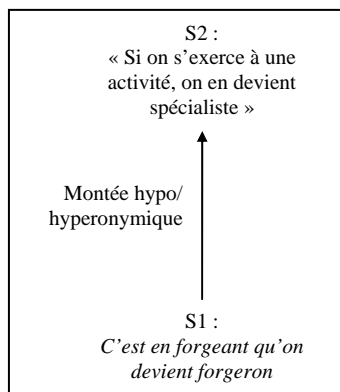 S2 :
« Si on s’exerce à une
activité, on en devient
spécialiste »
Montée hypo/
hyperonymique
S1 :
C’est en forgeant qu’on
devient forgeron